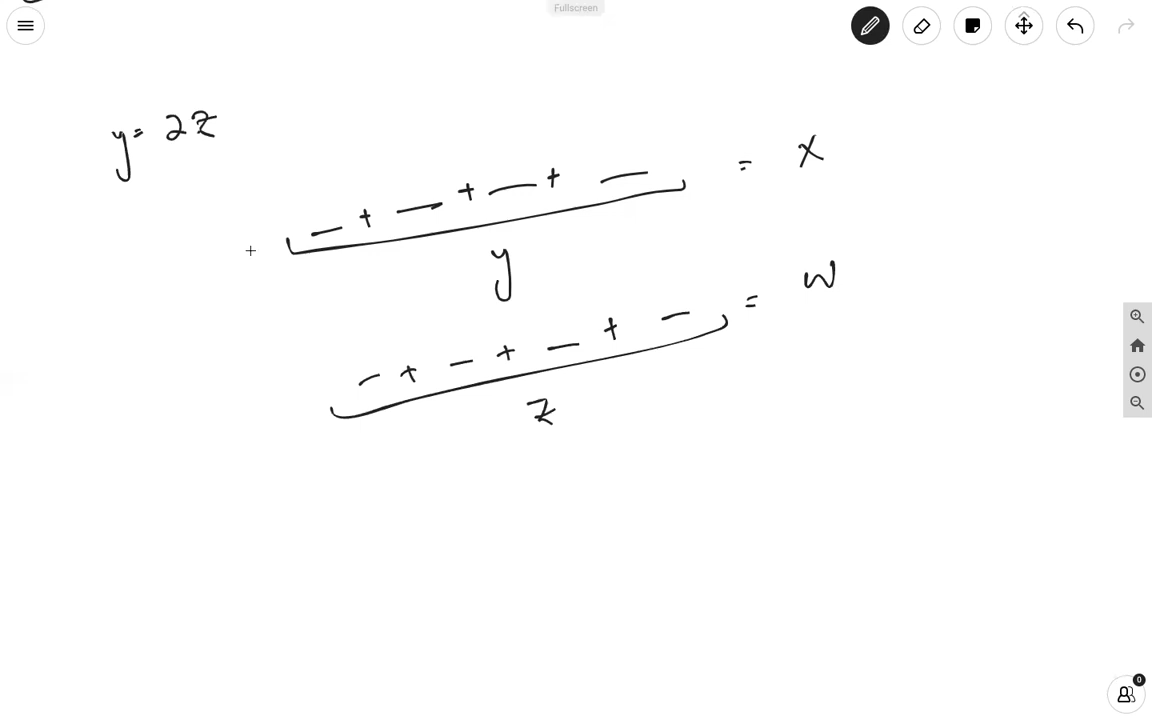 Fullscreen
y = 2z
_ + _ + _ + _ = x
y
_ + _ + _ + _ = w
z
0